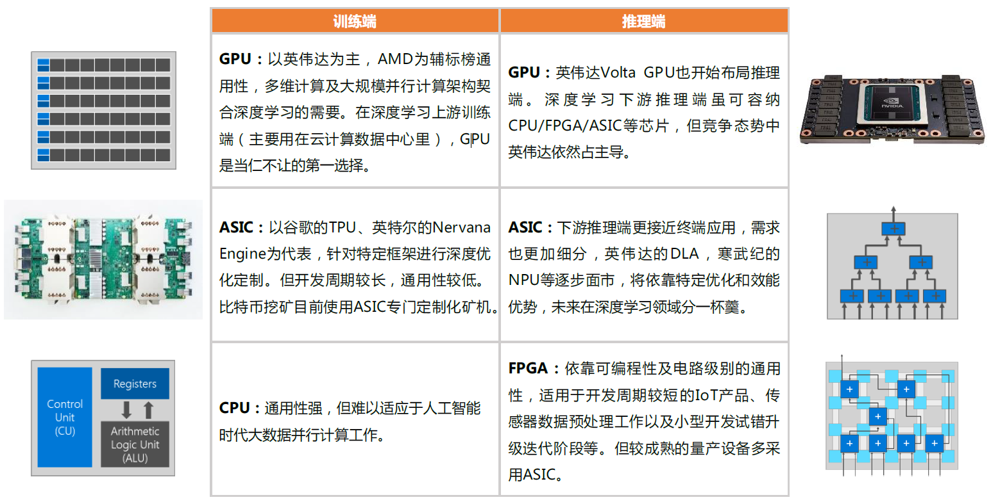 训练端
推理端
GPU：以英伟达为主，AMD为辅标榜通
用性，多维计算及大规模并行计算架构契
合深度学习的需要。在深度学习上游训练
端（主要用在云计算数据中心里），GPU
是当仁不让的第一选择。
GPU：英伟达Volta GPU也开始布局推理
端。深度学习下游推理端虽可容纳
CPU/FPGA/ASIC等芯片，但竞争态势中
英伟达依然占主导。
NVIDIA.
ASIC：以谷歌的TPU、英特尔的Nervana
Engine为代表，针对特定框架进行深度优
化定制。但开发周期较长，通用性较低。
比特币挖矿目前使用ASIC专门定制化矿机。
ASIC：下游推理端更接近终端应用，需求
也更加细分，英伟达的DLA，寒武纪的
NPU等逐步面市，将依靠特定优化和效能
优势，未来在深度学习领域分一杯羹。
Control
Unit
(CU)
Registers
Arithmetic
Logic Unit
(ALU)
CPU：通用性强，但难以适应于人工智能
时代大数据并行计算工作。
FPGA：依靠可编程性及电路级别的通用
性，适用于开发周期较短的IoT产品、传
感器数据预处理工作以及小型开发试错升
级迭代阶段等。但较成熟的量产设备多采
用ASIC。